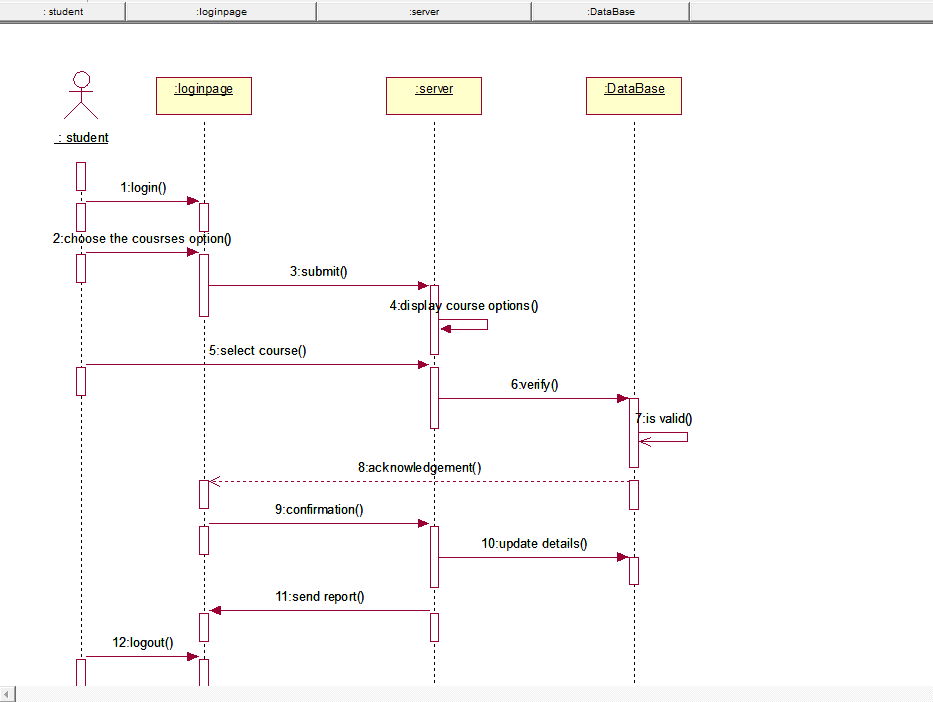 : student
:loginpage
:server
:DataBase
:loginpage
:server
:DataBase
: student
1:login()
2:choose the cousrses option()
3:submit()
4:display course options()
5:select course()
6:verify()
7:is valid()
8:acknowledgement()
9:confirmation()
10:update details()
11:send report()
12:logout()